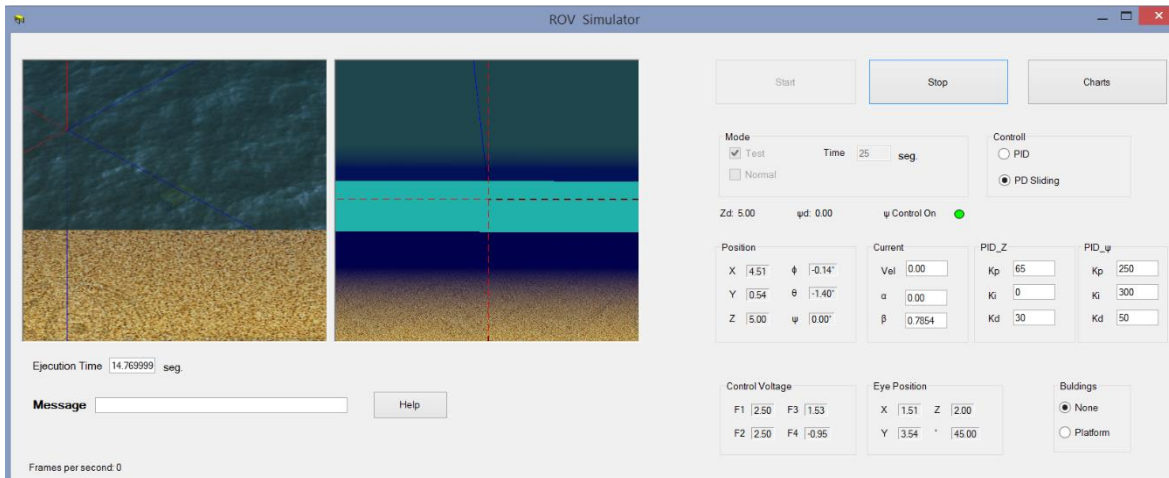 ROV Simulator
Start Stop Charts
Mode
Test Time 25 seg.
Normal
Controll
PID
PD Sliding
Zd: 5.00 ψd: 0.00 ψ Control On
Position
X 4.51 ϕ -0.14°
Y 0.54 θ -1.40°
Z 5.00 ψ 0.00°
Current
Vel 0.00
α 0.00
β 0.7854
PID_Z
Kp 65
Ki 0
Kd 30
PID_ψ
Kp 250
Ki 300
Kd 50
Ejecution Time 14.769999 seg.
Message Help
Control Voltage
F1 2.50 F3 1.53
F2 2.50 F4 -0.95
Eye Position
X 1.51 Z 2.00
Y 3.54 ° 45.00
Buldings
None
Platform
Frames per second: 0